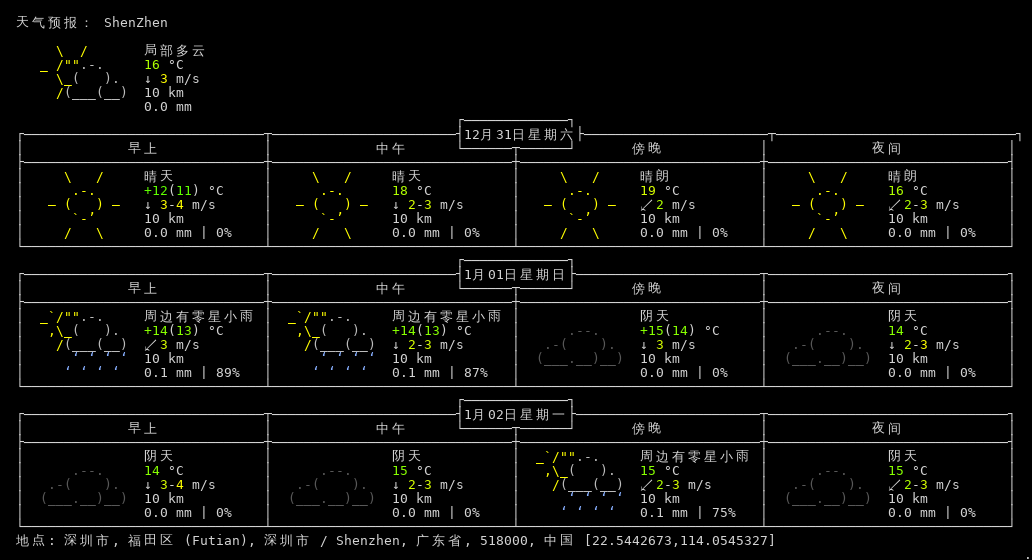 天气预报： ShenZhen
局部多云
16 °C
↓ 3 m/s
10 km
0.0 mm
12月31日星期六
早上 中午 傍晚 夜间
晴天 晴天 晴朗 晴朗
+12(11) °C 18 °C 19 °C 16 °C
↓ 3-4 m/s ↓ 2-3 m/s ↙ 2 m/s ↙ 2-3 m/s
10 km 10 km 10 km 10 km
0.0 mm | 0% 0.0 mm | 0% 0.0 mm | 0% 0.0 mm | 0%
1月01日星期日
早上 中午 傍晚 夜间
周边有零星小雨 周边有零星小雨 阴天 阴天
+14(13) °C +14(13) °C +15(14) °C 14 °C
↙ 3 m/s ↓ 2-3 m/s ↓ 3 m/s ↓ 2-3 m/s
10 km 10 km 10 km 10 km
0.1 mm | 89% 0.1 mm | 87% 0.0 mm | 0% 0.0 mm | 0%
1月02日星期一
早上 中午 傍晚 夜间
阴天 阴天 周边有零星小雨 阴天
14 °C 15 °C 15 °C 15 °C
↓ 3-4 m/s ↓ 2-3 m/s ↙ 2-3 m/s ↙ 2-3 m/s
10 km 10 km 10 km 10 km
0.0 mm | 0% 0.0 mm | 0% 0.1 mm | 75% 0.0 mm | 0%
地点: 深圳市, 福田区 (Futian), 深圳市 / Shenzhen, 广东省, 518000, 中国 [22.5442673,114.0545327]